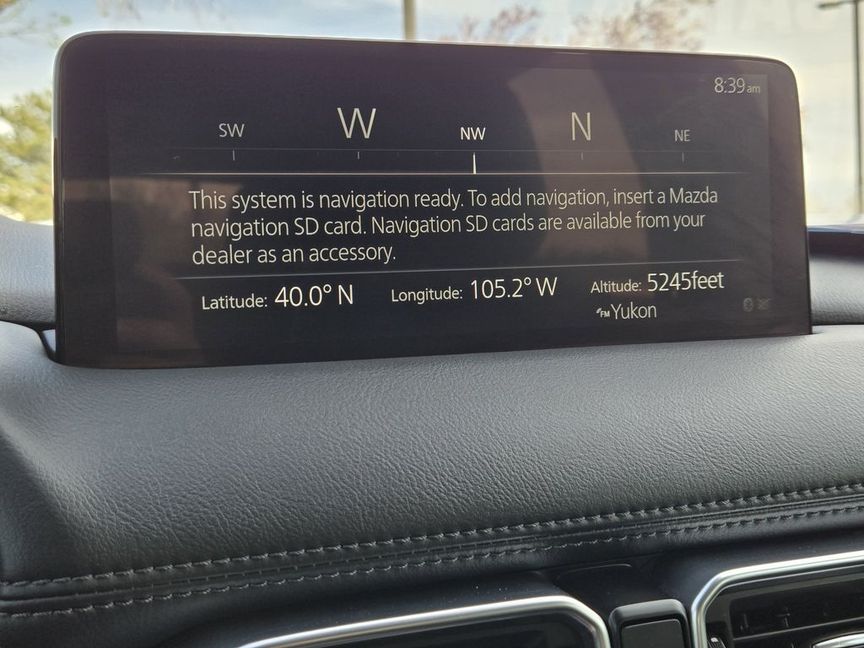 8:39am
SW W NW N NE
This system is navigation ready. To add navigation, insert a Mazda
navigation SD card. Navigation SD cards are available from your
dealer as an accessory.
Latitude: 40.0° N Longitude: 105.2° W Altitude: 5245feet
FM Yukon